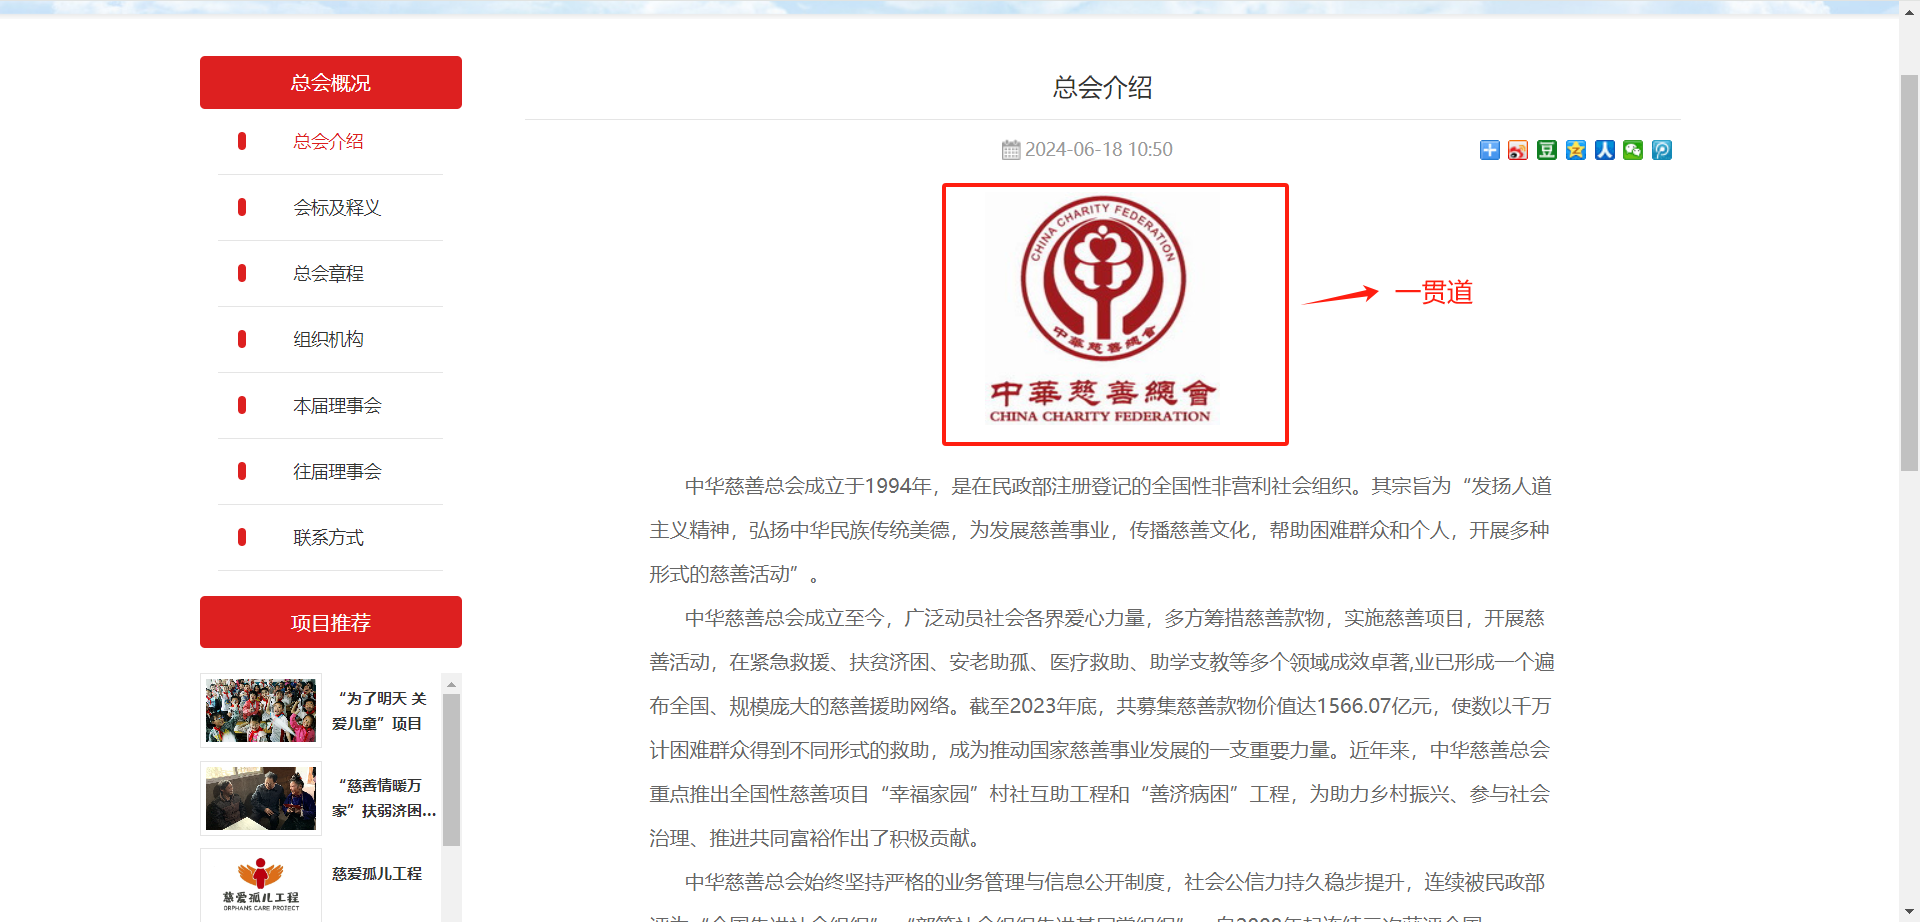 总会概况
总会介绍
会标及释义
总会章程
组织机构
本届理事会
往届理事会
联系方式
项目推荐
“为了明天 关
爱儿童”项目
“慈善情暖万
家”扶弱济困...
慈爱孤儿工程
ORPHANS CARE PROTECT
慈爱孤儿工程
总会介绍
2024-06-18 10:50
豆
人
CHINA CHARITY FEDERATION
中華慈善總會
中華慈善總會
CHINA CHARITY FEDERATION
一贯道
中华慈善总会成立于1994年，是在民政部注册登记的全国性非营利社会组织。其宗旨为“发扬人道
主义精神，弘扬中华民族传统美德，为发展慈善事业，传播慈善文化，帮助困难群众和个人，开展多种
形式的慈善活动”。
中华慈善总会成立至今，广泛动员社会各界爱心力量，多方筹措慈善款物，实施慈善项目，开展慈
善活动，在紧急救援、扶贫济困、安老助孤、医疗救助、助学支教等多个领域成效卓著,业已形成一个遍
布全国、规模庞大的慈善援助网络。截至2023年底，共募集慈善款物价值达1566.07亿元，使数以千万
计困难群众得到不同形式的救助，成为推动国家慈善事业发展的一支重要力量。近年来，中华慈善总会
重点推出全国性慈善项目“幸福家园”村社互助工程和“善济病困”工程，为助力乡村振兴、参与社会
治理、推进共同富裕作出了积极贡献。
中华慈善总会始终坚持严格的业务管理与信息公开制度，社会公信力持久稳步提升，连续被民政部